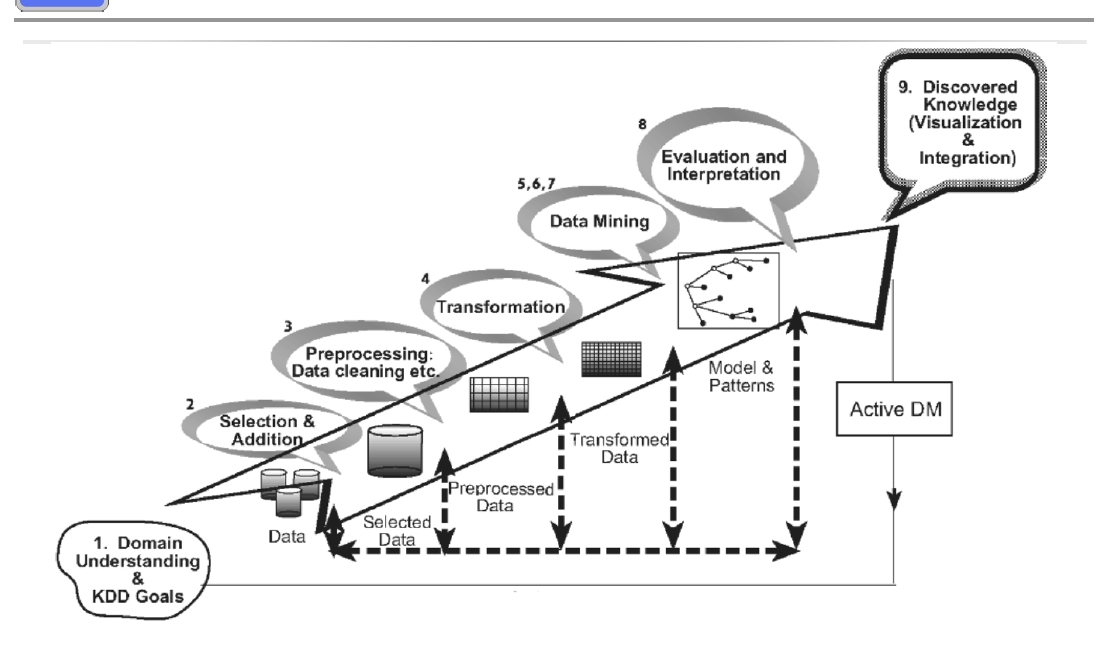 9. Discovered
Knowledge
(Visualization
&
Integration)
8
Evaluation and
Interpretation
5,6,7
Data Mining
4
Transformation
3
Preprocessing:
Data cleaning etc.
2
Selection &
Addition
Model &
Patterns
Active DM
Transformed
Data
Preprocessed
Data
Selected
Data
Data
1. Domain
Understanding
&
KDD Goals